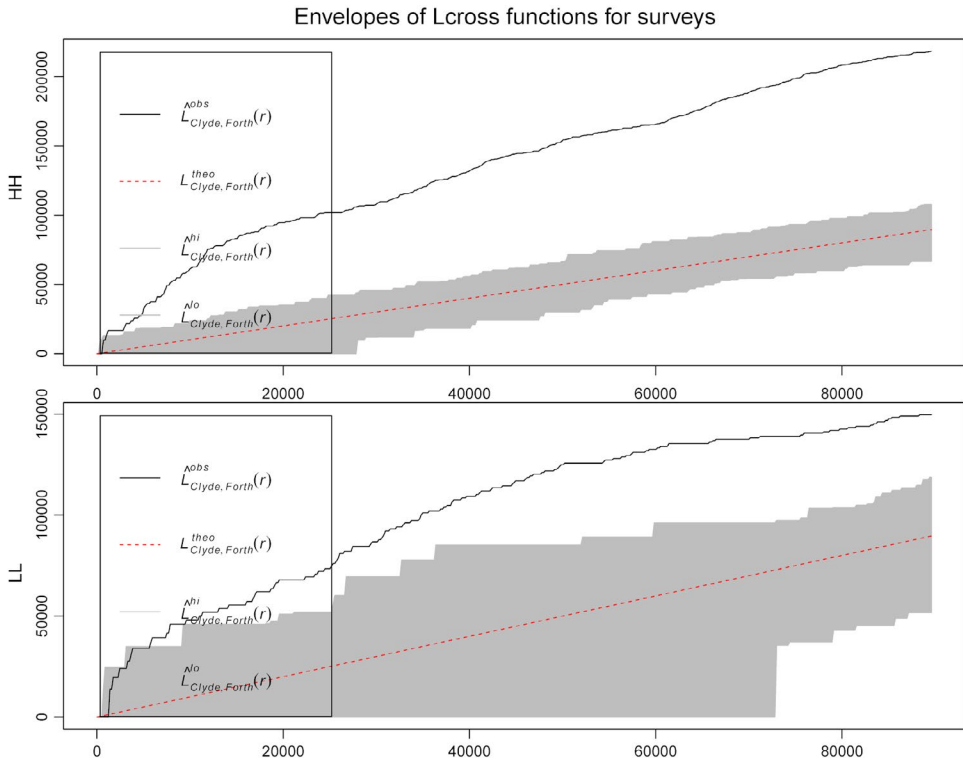 Envelopes of Lcross functions for surveys
HH
200000
150000
100000
50000
0
L̂ obs Clyde, Forth (r)
L theo Clyde, Forth (r)
L̂ hi Clyde, Forth (r)
L̂ lo Clyde, Forth (r)
0 20000 40000 60000 80000
LL
150000
100000
50000
0
L̂ obs Clyde, Forth (r)
L theo Clyde, Forth (r)
L̂ hi Clyde, Forth (r)
L̂ lo Clyde, Forth (r)
0 20000 40000 60000 80000